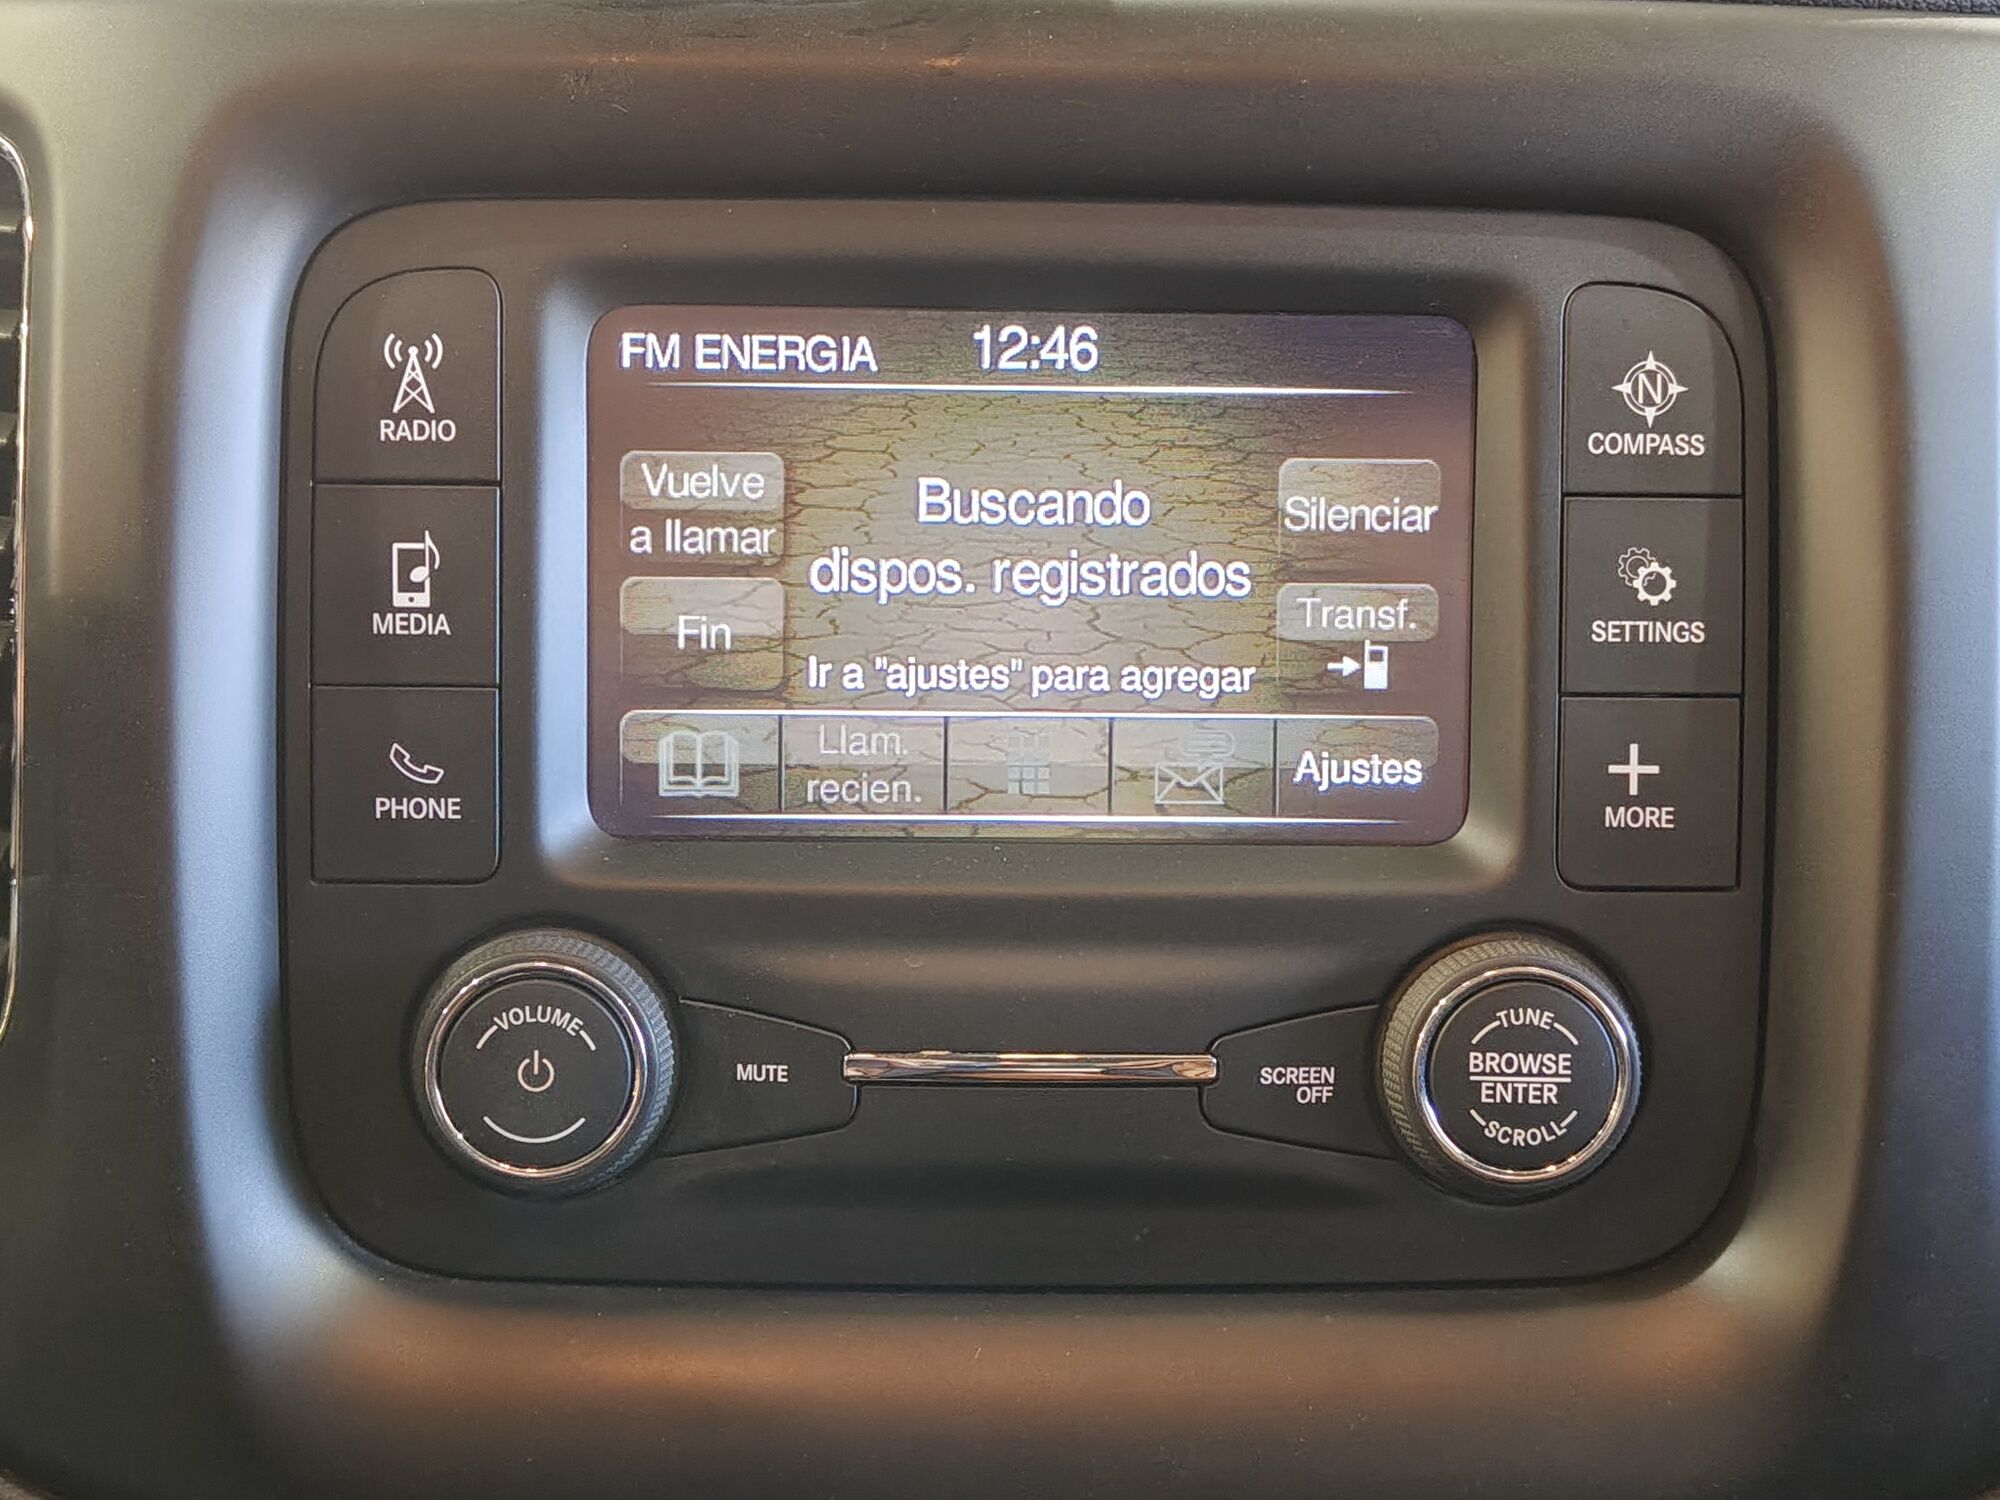 FM ENERGIA 12:46
RADIO
MEDIA
PHONE
Vuelve
a llamar
Fin
Buscando
dispos. registrados
Ir a "ajustes" para agregar
Silenciar
Transf.
Llam.
recien.
Ajustes
N
COMPASS
SETTINGS
MORE
VOLUME
MUTE
SCREEN
OFF
TUNE
BROWSE
ENTER
SCROLL